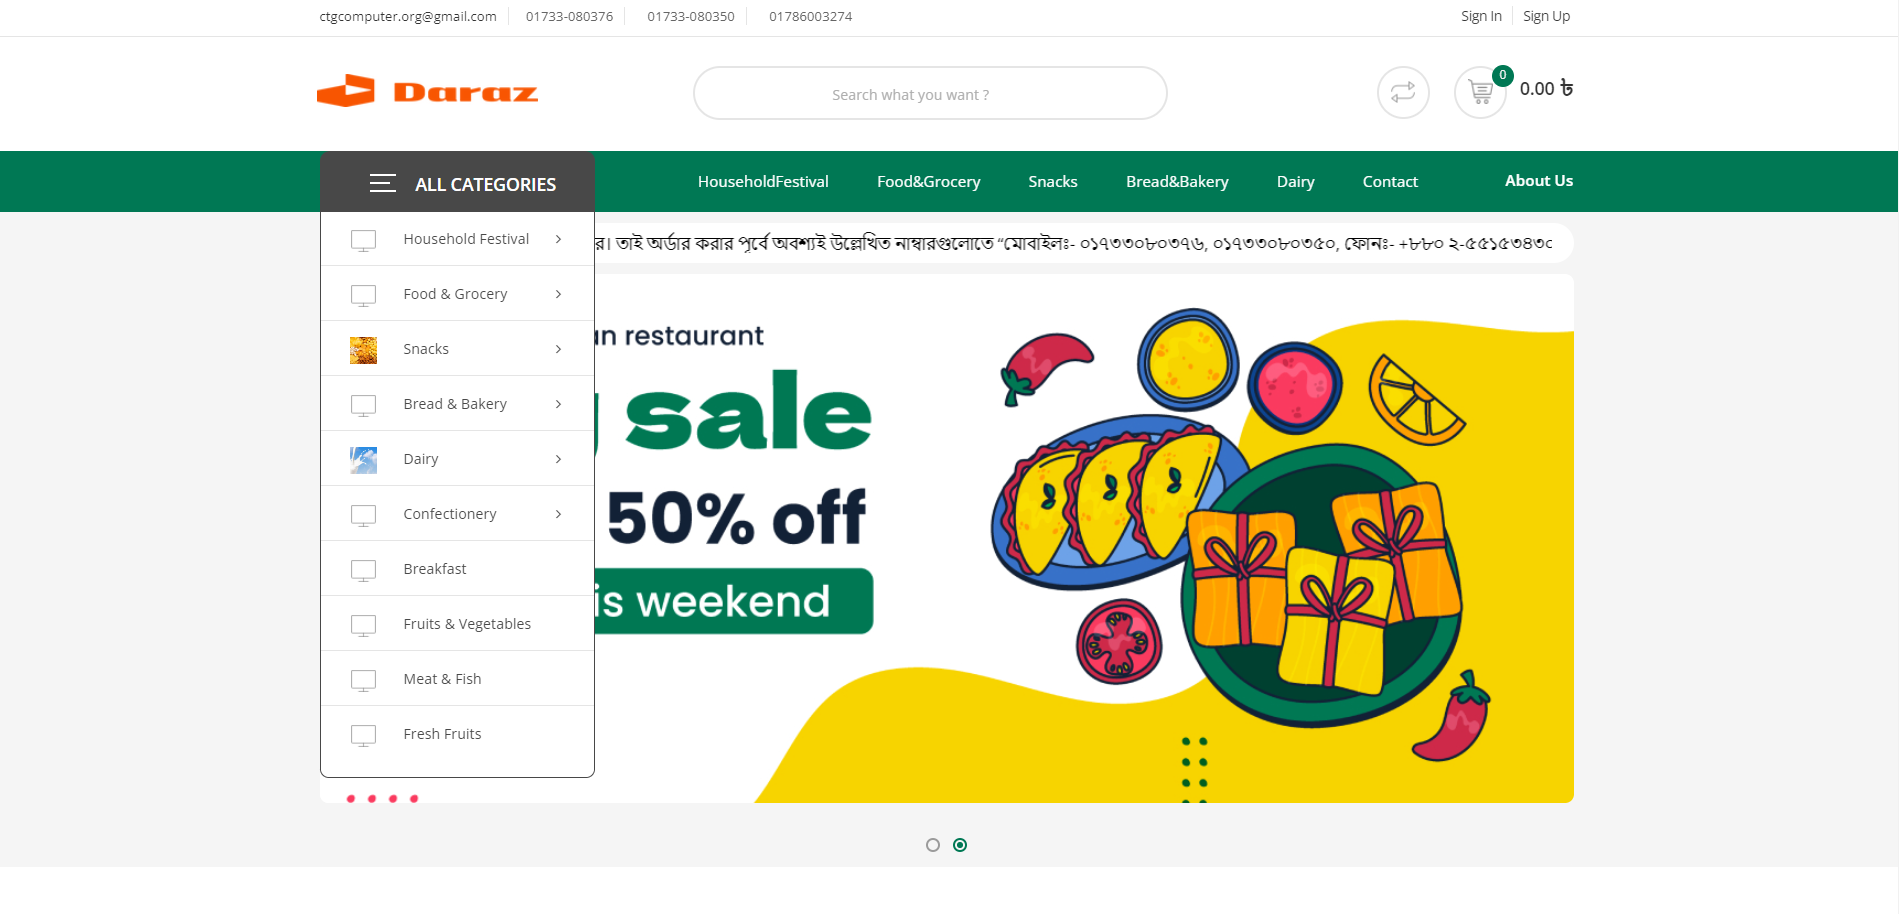 ctgcomputer.org@gmail.com 01733-080376 01733-080350 01786003274 Sign In Sign Up
Daraz
Search what you want ?
0
0.00 ৳
ALL CATEGORIES
HouseholdFestival Food&Grocery Snacks Bread&Bakery Dairy Contact About Us
Household Festival
Food & Grocery
Snacks
Bread & Bakery
Dairy
Confectionery
Breakfast
Fruits & Vegetables
Meat & Fish
Fresh Fruits
র। তাই অর্ডার করার পূর্বে অবশ্যই উল্লেখিত নাম্বারগুলোতে “মোবাইলঃ- ০১৭৩৩০৮০৩৭৬, ০১৭৩৩০৮০৩৫০, ফোনঃ- +৮৮০ ২-৫৫১৫৩৪৩০
an restaurant
sale
50% off
is weekend